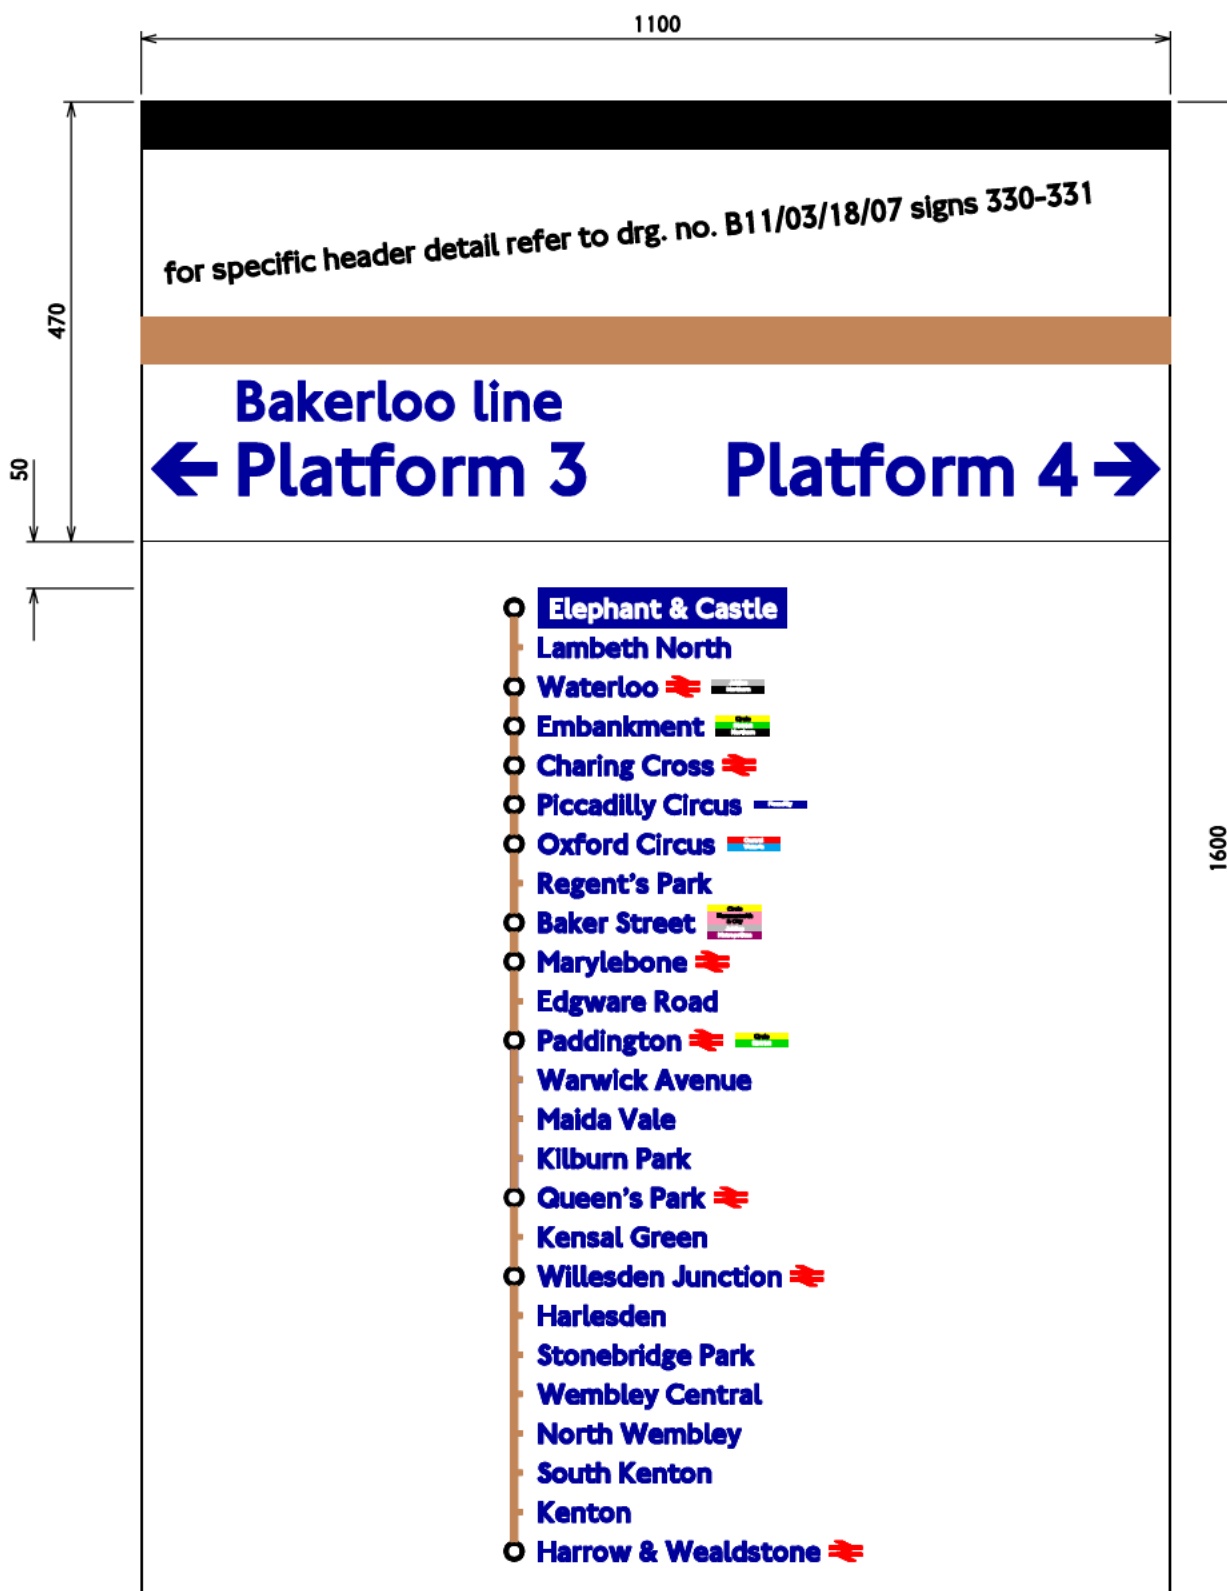 1100
for specific header detail refer to drg. no. B11/03/18/07 signs 330-331
470
Bakerloo line
50
Platform 3 Platform 4
Elephant & Castle
Lambeth North
Waterloo
Embankment
Charing Cross
Piccadilly Circus
Oxford Circus
1600
Regent's Park
Baker Street
Marylebone
Edgware Road
Paddington
Warwick Avenue
Maida Vale
Kilburn Park
Queen's Park
Kensal Green
Willesden Junction
Harlesden
Stonebridge Park
Wembley Central
North Wembley
South Kenton
Kenton
Harrow & Wealdstone